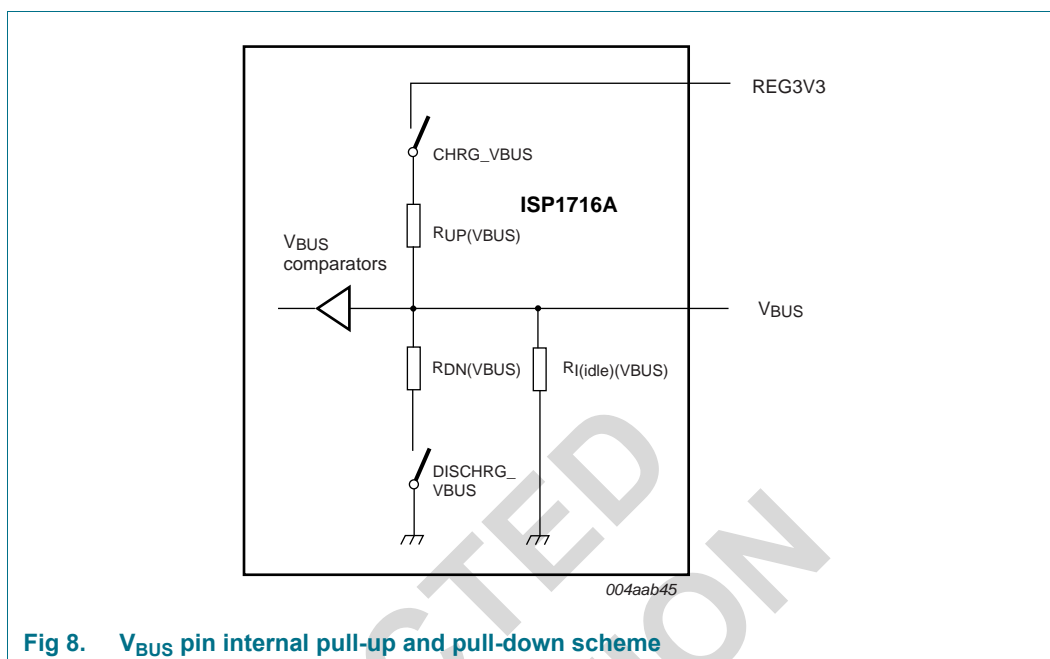 REG3V3
CHRG_VBUS
ISP1716A
RUP(VBUS)
VBUS
comparators
VBUS
RDN(VBUS)
RI(idle)(VBUS)
DISCHRG_
VBUS
004aab45
Fig 8. VBUS pin internal pull-up and pull-down scheme